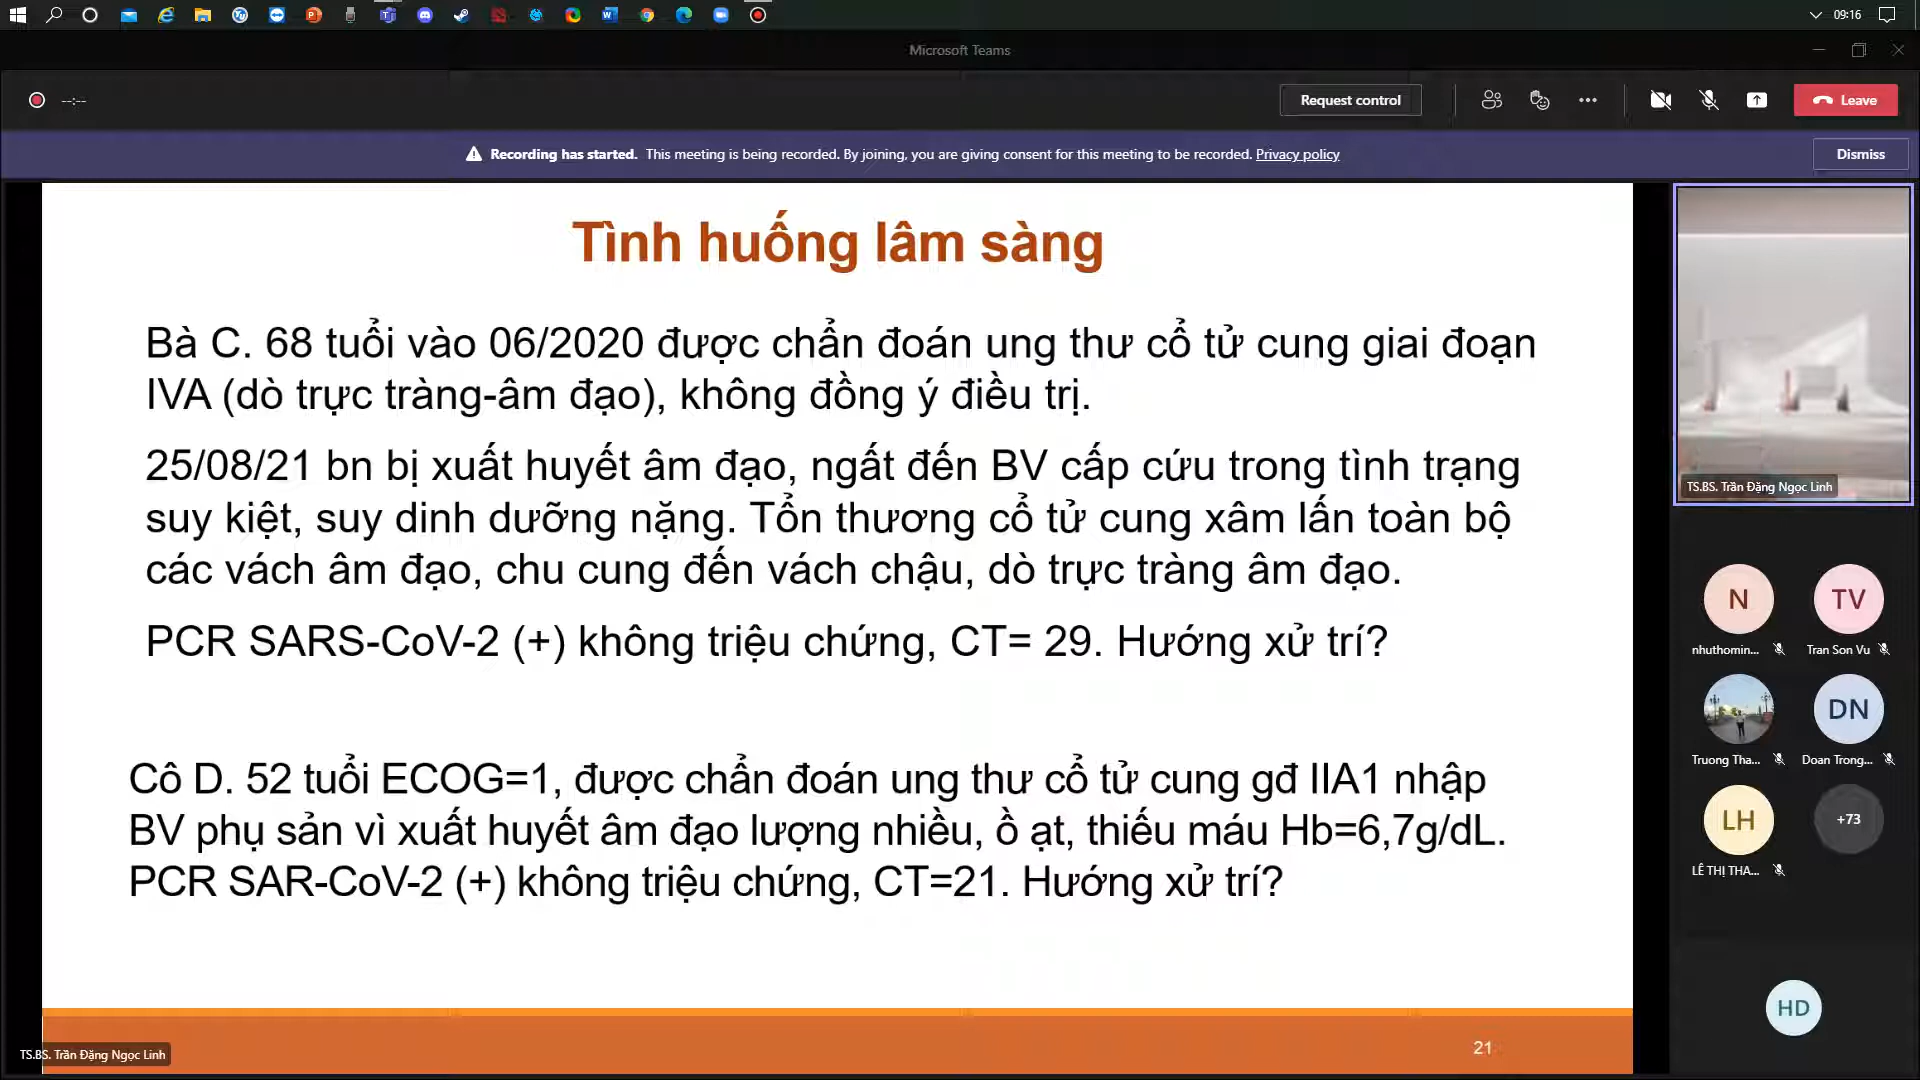 09:16
Microsoft Teams
--:--
Request control
Leave
Recording has started. This meeting is being recorded. By joining, you are giving consent for this meeting to be recorded. Privacy policy
Dismiss
Tình huống lâm sàng
Bà C. 68 tuổi vào 06/2020 được chẩn đoán ung thư cổ tử cung giai đoạn
IVA (dò trực tràng-âm đạo), không đồng ý điều trị.
25/08/21 bn bị xuất huyết âm đạo, ngất đến BV cấp cứu trong tình trạng
suy kiệt, suy dinh dưỡng nặng. Tổn thương cổ tử cung xâm lấn toàn bộ
các vách âm đạo, chu cung đến vách chậu, dò trực tràng âm đạo.
PCR SARS-CoV-2 (+) không triệu chứng, CT= 29. Hướng xử trí?
Cô D. 52 tuổi ECOG=1, được chẩn đoán ung thư cổ tử cung gđ IIA1 nhập
BV phụ sản vì xuất huyết âm đạo lượng nhiều, ồ ạt, thiếu máu Hb=6,7g/dL.
PCR SAR-CoV-2 (+) không triệu chứng, CT=21. Hướng xử trí?
21
TS.BS. Trần Đặng Ngọc Linh
TS.BS. Trần Đặng Ngọc Linh
N
TV
nhuthomin...
Tran Son Vu
DN
Truong Tha...
Doan Trong...
LH
+73
LÊ THỊ THA...
HD